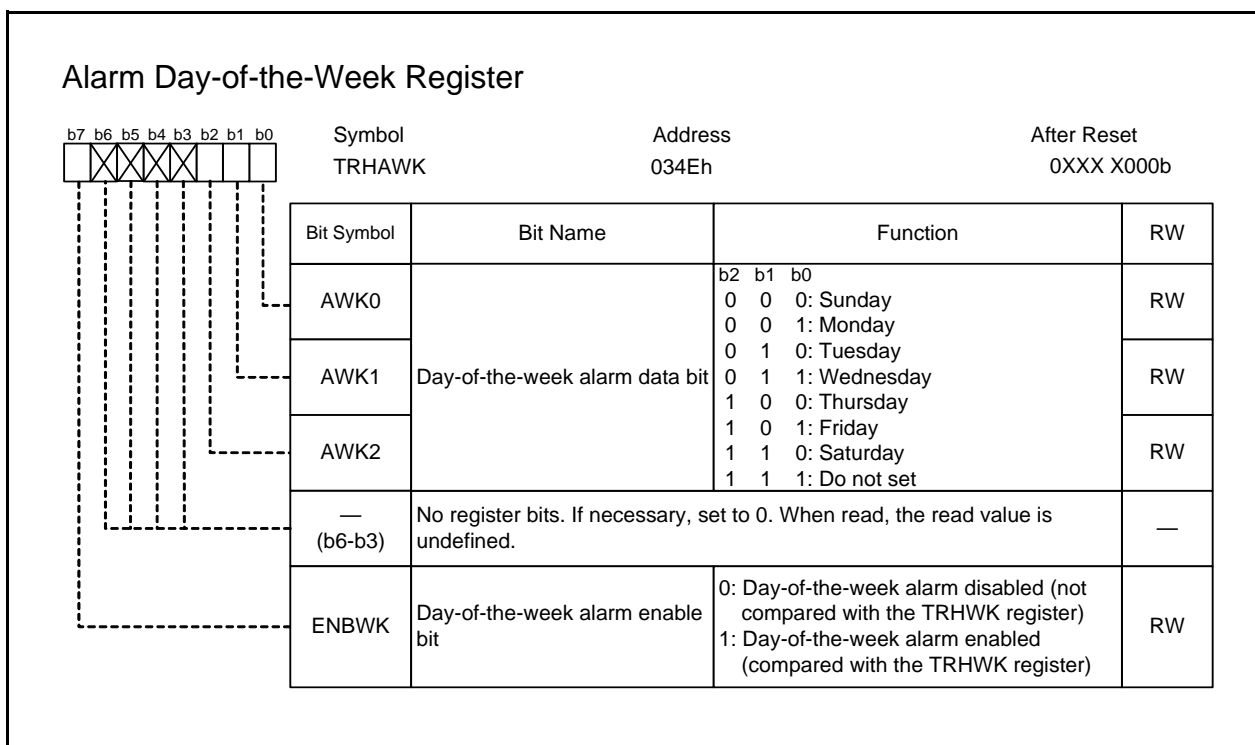 Alarm Day-of-the-Week Register
b7 b6 b5 b4 b3 b2 b1 b0
Symbol Address After Reset
TRHAWK 034Eh 0XXX X000b
Bit Symbol Bit Name Function RW
AWK0 RW
AWK1 Day-of-the-week alarm data bit RW
AWK2 RW
b2 b1 b0
0 0 0: Sunday
0 0 1: Monday
0 1 0: Tuesday
0 1 1: Wednesday
1 0 0: Thursday
1 0 1: Friday
1 1 0: Saturday
1 1 1: Do not set
—
(b6-b3)
No register bits. If necessary, set to 0. When read, the read value is
undefined.
—
ENBWK
Day-of-the-week alarm enable
bit
0: Day-of-the-week alarm disabled (not
compared with the TRHWK register)
1: Day-of-the-week alarm enabled
(compared with the TRHWK register)
RW